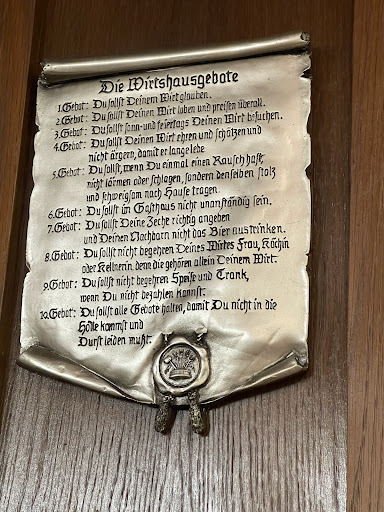 Die Wirtshausgebote
1. Gebot: Du sollst Deinem Wirt glauben.
2. Gebot: Du sollst Deinen Wirt loben und preisen überall.
3. Gebot: Du sollst sonn- und feiertags Deinen Wirt besuchen.
4. Gebot: Du sollst Deinen Wirt ehren und schätzen und
nicht ärgern, damit er lange lebe.
5. Gebot: Du sollst, wenn Du einmal einen Rausch hast,
nicht lärmen oder schlagen, sondern denselben stolz
und schweigsam nach Hause tragen.
6. Gebot: Du sollst im Gasthaus nicht unanständig sein.
7. Gebot: Du sollst Deine Zeche richtig angeben
und Deinen Nachbarn nicht das Bier austrinken.
8. Gebot: Du sollst nicht begehren Deines Wirtes Frau, Köchin
oder Kellnerin, denn die gehören allein Deinem Wirt.
9. Gebot: Du sollst nicht begehren Speise und Trank,
wenn Du nicht bezahlen kannst.
10. Gebot: Du sollst alle Gebote halten, damit Du nicht in die
Hölle kommst und
Durst leiden mußt.